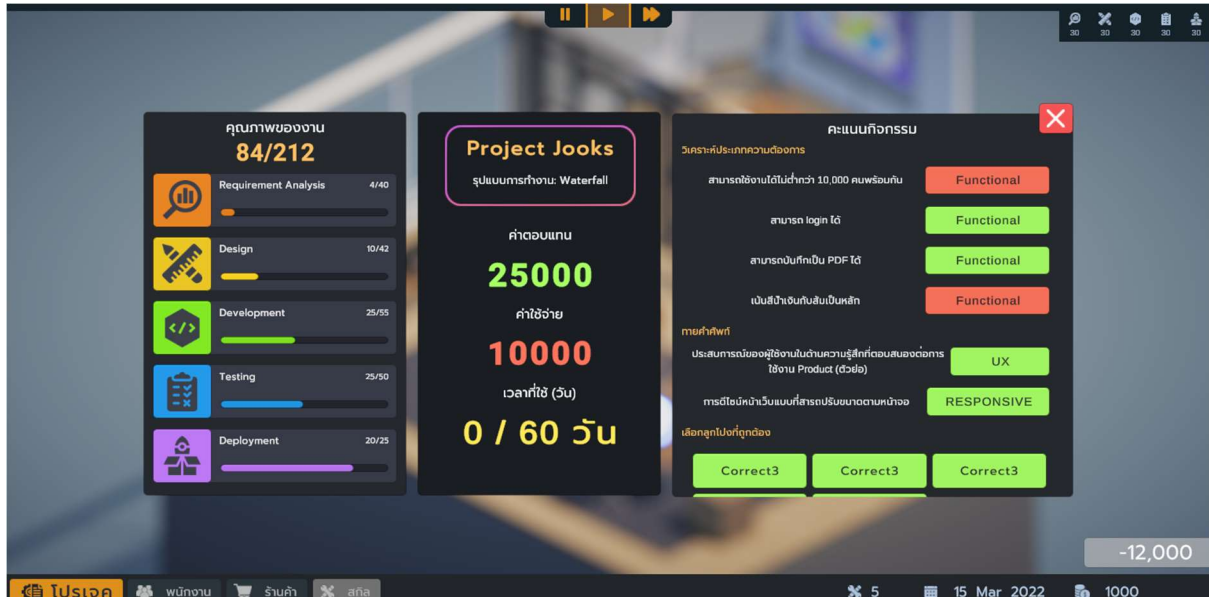 30 30 30 30 30
คุณภาพของงาน
84/212
Requirement Analysis 4/40
Design 10/42
Development 25/55
Testing 25/50
Deployment 20/25
Project Jooks
รูปแบบการทำงาน: Waterfall
ค่าตอบแทน
25000
ค่าใช้จ่าย
10000
เวลาที่ใช้ (วัน)
0 / 60 วัน
คะแนนกิจกรรม
วิเคราะห์ประเภทความต้องการ
สามารถใช้งานได้ไม่ต่ำกว่า 10,000 คนพร้อมกัน Functional
สามารถ login ได้ Functional
สามารถบันทึกเป็น PDF ได้ Functional
เน้นสีน้ำเงินกับส้มเป็นหลัก Functional
ทายคำศัพท์
ประสบการณ์ของผู้ใช้งานในด้านความรู้สึกที่ตอบสนองต่อการ
ใช้งาน Product (ตัวย่อ) UX
การดีไซน์หน้าเว็บแบบที่สารถปรับขนาดตามหน้าจอ RESPONSIVE
เลือกลูกโป่งที่ถูกต้อง
Correct3 Correct3 Correct3
-12,000
โปรเจค พนักงาน ร้านค้า สกิล 5 15 Mar 2022 1000